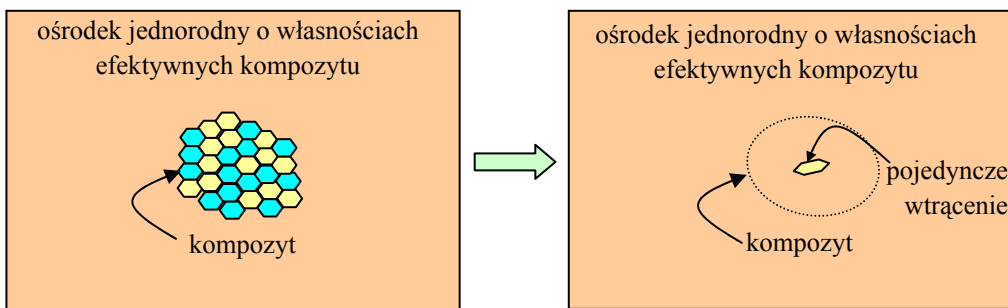 ośrodek jednorodny o własnościach
efektywnych kompozytu
kompozyt
ośrodek jednorodny o własnościach
efektywnych kompozytu
pojedyncze
wtrącenie
kompozyt